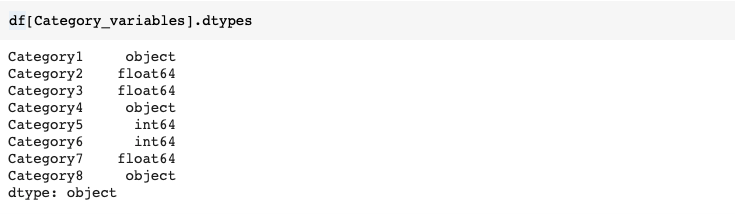 df[Category_variables].dtypes
Category1 object
Category2 float64
Category3 float64
Category4 object
Category5 int64
Category6 int64
Category7 float64
Category8 object
dtype: object